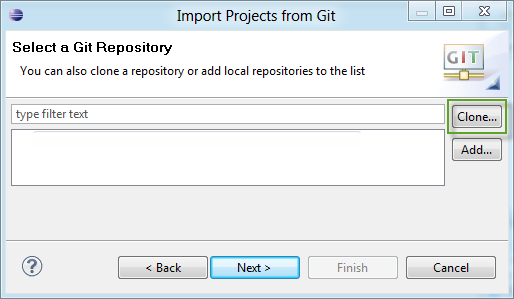 Import Projects from Git
Select a Git Repository
You can also clone a repository or add local repositories to the list
GIT
type filter text
Clone...
Add...
?
< Back
Next >
Finish
Cancel